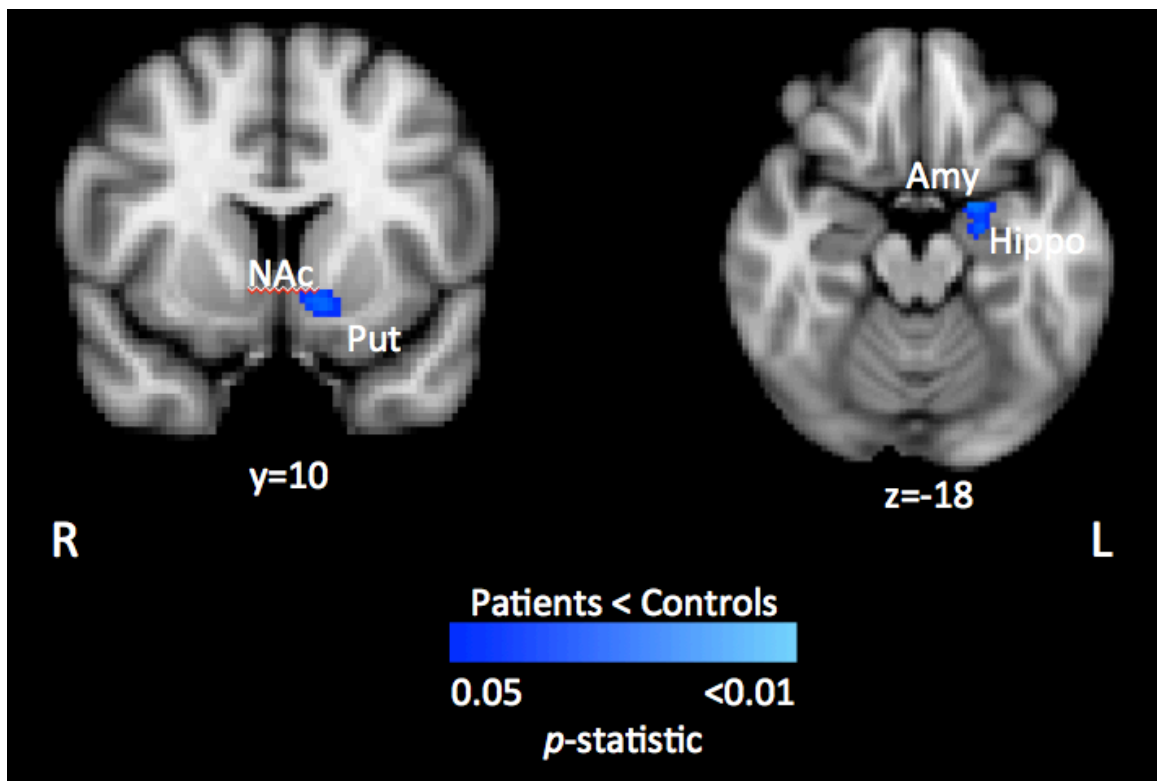 NAc
Put
y=10
Amy
Hippo
z=-18
R
L
Patients < Controls
0.05 <0.01
p-statistic